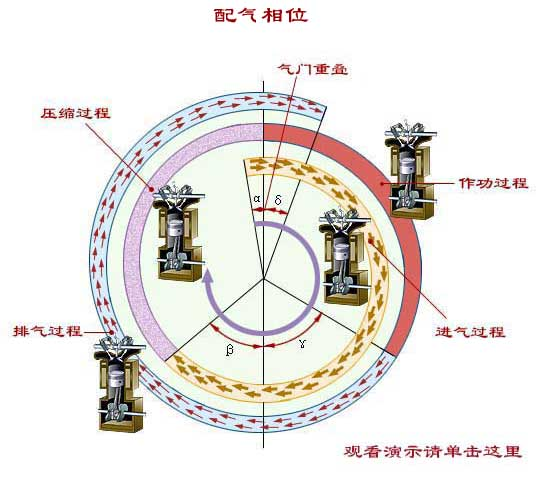 配气相位
气门重叠
压缩过程
作功过程
α
δ
排气过程
进气过程
β
γ
观看演示请单击这里